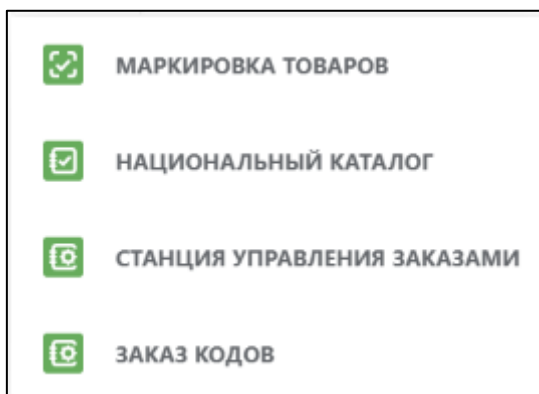 МАРКИРОВКА ТОВАРОВ
НАЦИОНАЛЬНЫЙ КАТАЛОГ
СТАНЦИЯ УПРАВЛЕНИЯ ЗАКАЗАМИ
ЗАКАЗ КОДОВ